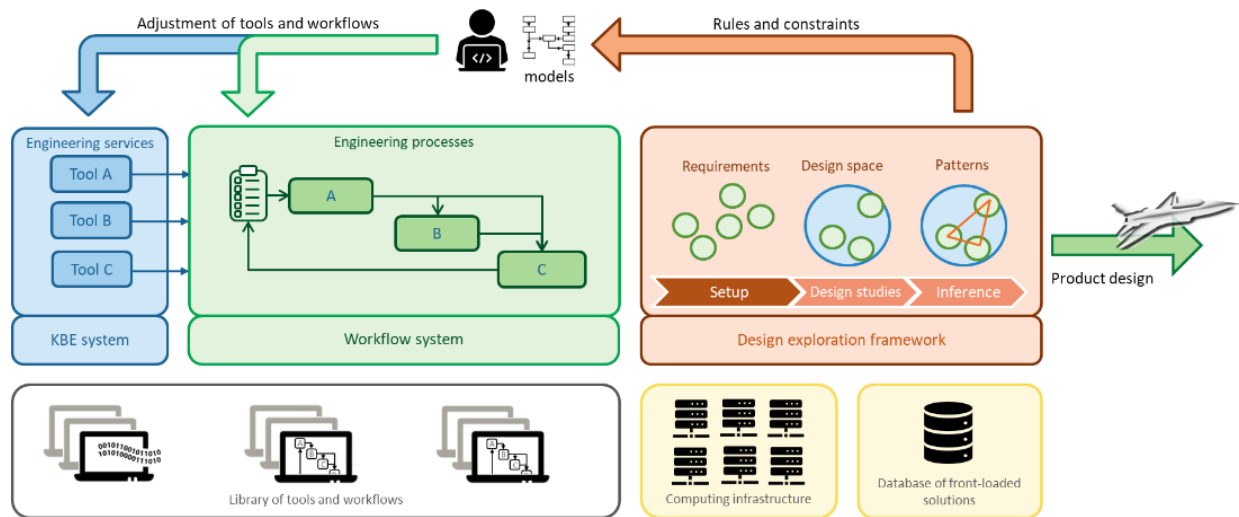 Adjustment of tools and workflows
Rules and constraints
</>
models
Engineering services
Tool A
Tool B
Tool C
KBE system
Engineering processes
A
B
C
Workflow system
Requirements
Design space
Patterns
Setup
Design studies
Inference
Design exploration framework
Product design
001011001011010
10101000011101
A
B
C
A
B
C
Library of tools and workflows
Computing infrastructure
Database of front-loaded
solutions